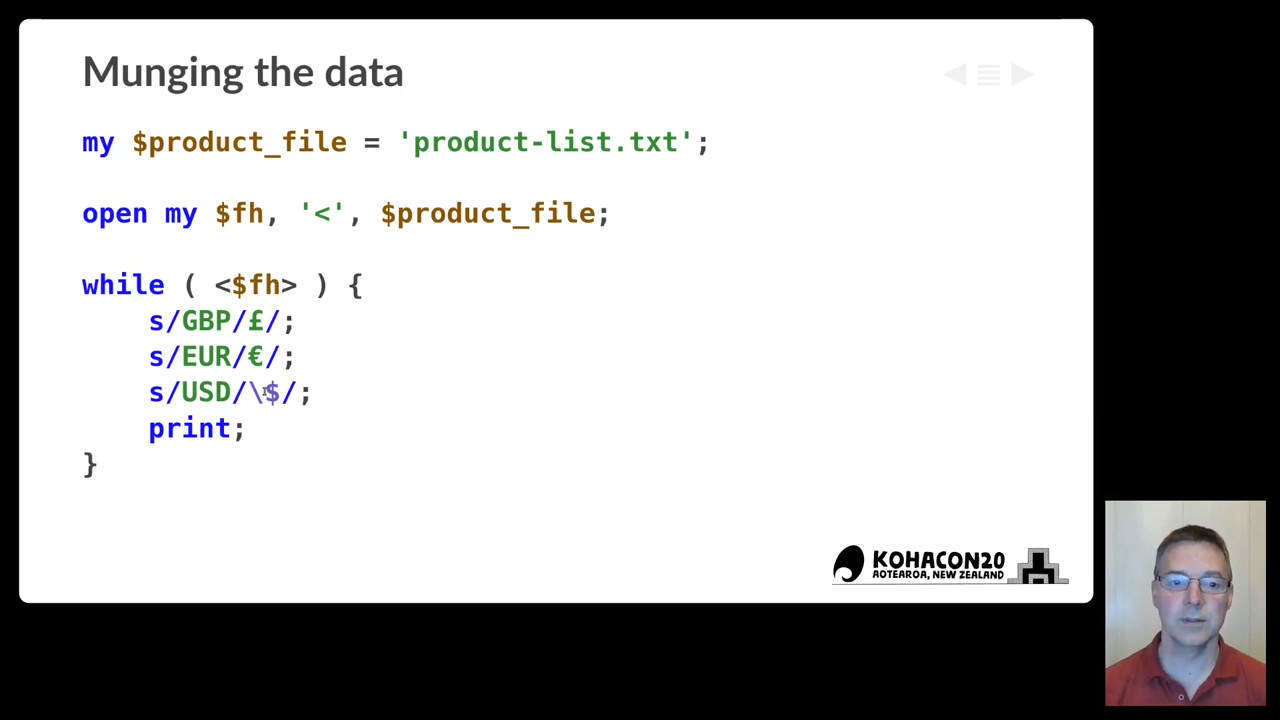 Munging the data
my $product_file = 'product-list.txt';
open my $fh, '<', $product_file;
while ( <$fh> ) {
s/GBP/£/;
s/EUR/€/;
s/USD/\$/;
print;
}
KOHACON20
AOTEAROA, NEW ZEALAND